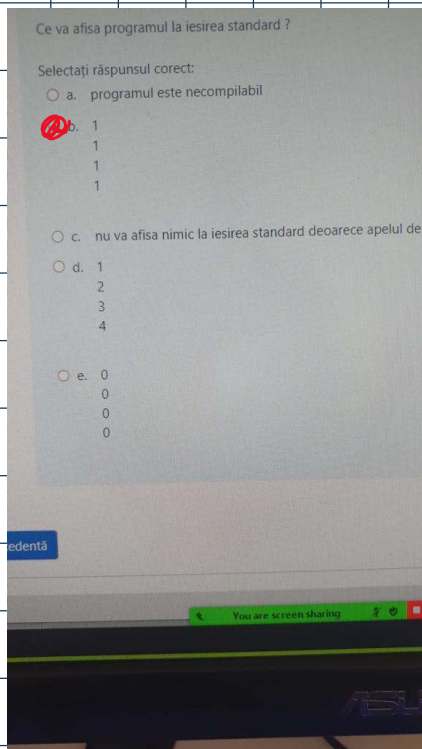 Ce va afisa programul la iesirea standard ?
Selectați răspunsul corect:
a. programul este necompilabil
b. 1
1
1
1
c. nu va afisa nimic la iesirea standard deoarece apelul de
d. 1
2
3
4
e. 0
0
0
0
edentă
You are screen sharing
ASU